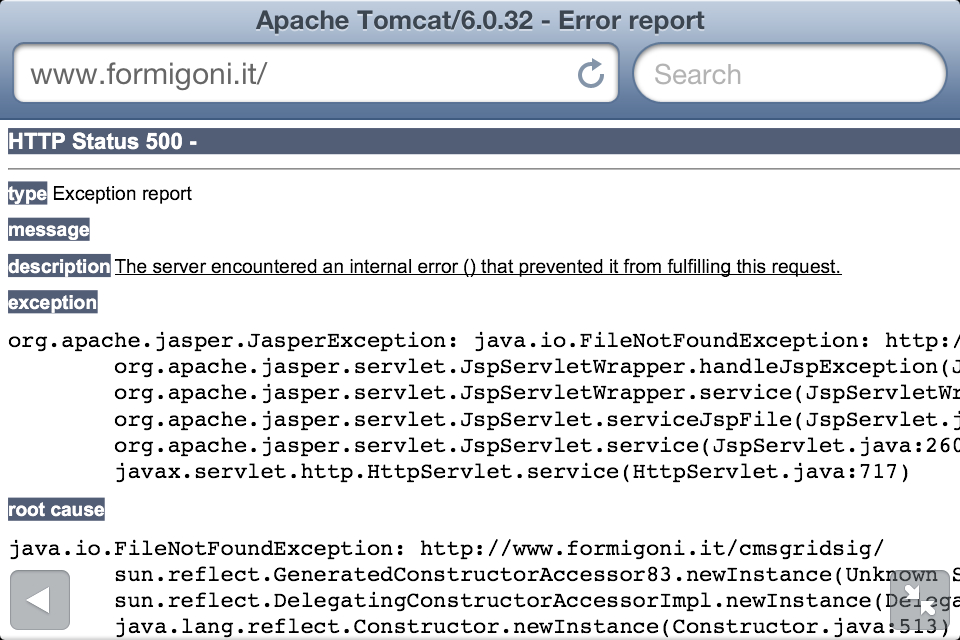 Apache Tomcat/6.0.32 - Error report
www.formigoni.it/
Search
HTTP Status 500 -
type Exception report
message
description The server encountered an internal error () that prevented it from fulfilling this request.
exception
org.apache.jasper.JasperException: java.io.FileNotFoundException: http:/
org.apache.jasper.servlet.JspServletWrapper.handleJspException(J
org.apache.jasper.servlet.JspServletWrapper.service(JspServletWr
org.apache.jasper.servlet.JspServlet.serviceJspFile(JspServlet.j
org.apache.jasper.servlet.JspServlet.service(JspServlet.java:260
javax.servlet.http.HttpServlet.service(HttpServlet.java:717)
root cause
java.io.FileNotFoundException: http://www.formigoni.it/cmsgridsig/
sun.reflect.GeneratedConstructorAccessor83.newInstance(Unknown S
sun.reflect.DelegatingConstructorAccessorImpl.newInstance(Delega
java.lang.reflect.Constructor.newInstance(Constructor.java:513)